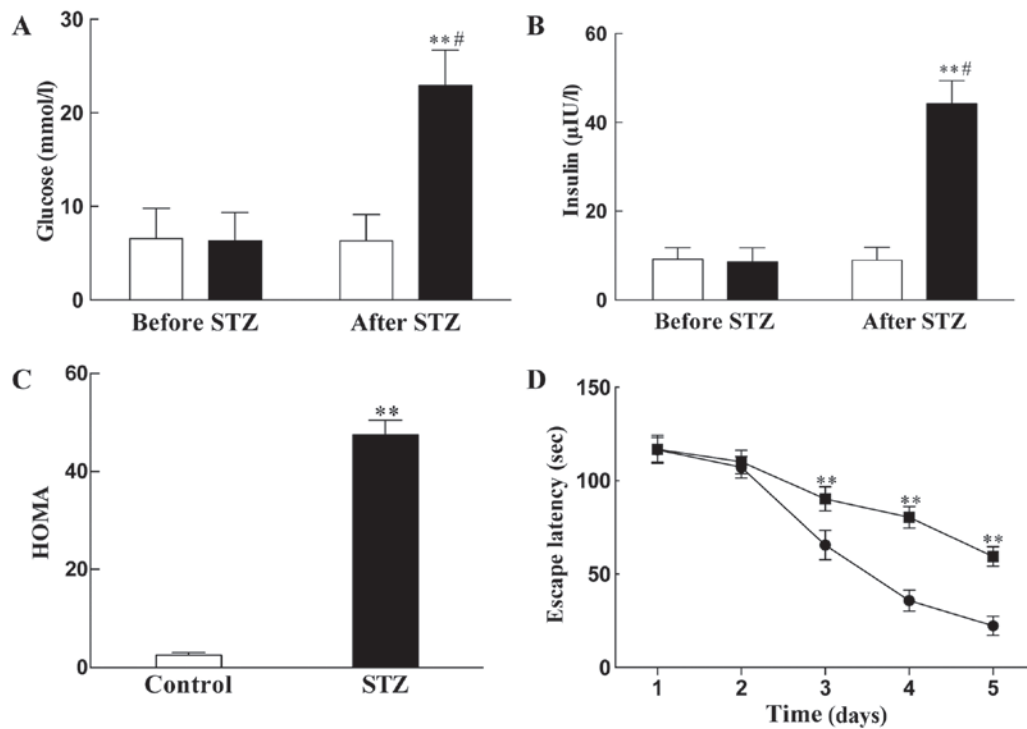 A
Glucose (mmol/l)
30
20
10
0
**#
Before STZ
After STZ
B
Insulin (μIU/l)
60
40
20
0
**#
Before STZ
After STZ
C
HOMA
60
40
20
0
**
Control
STZ
D
Escape latency (sec)
150
100
50
0
**
**
**
1
2
3
4
5
Time (days)